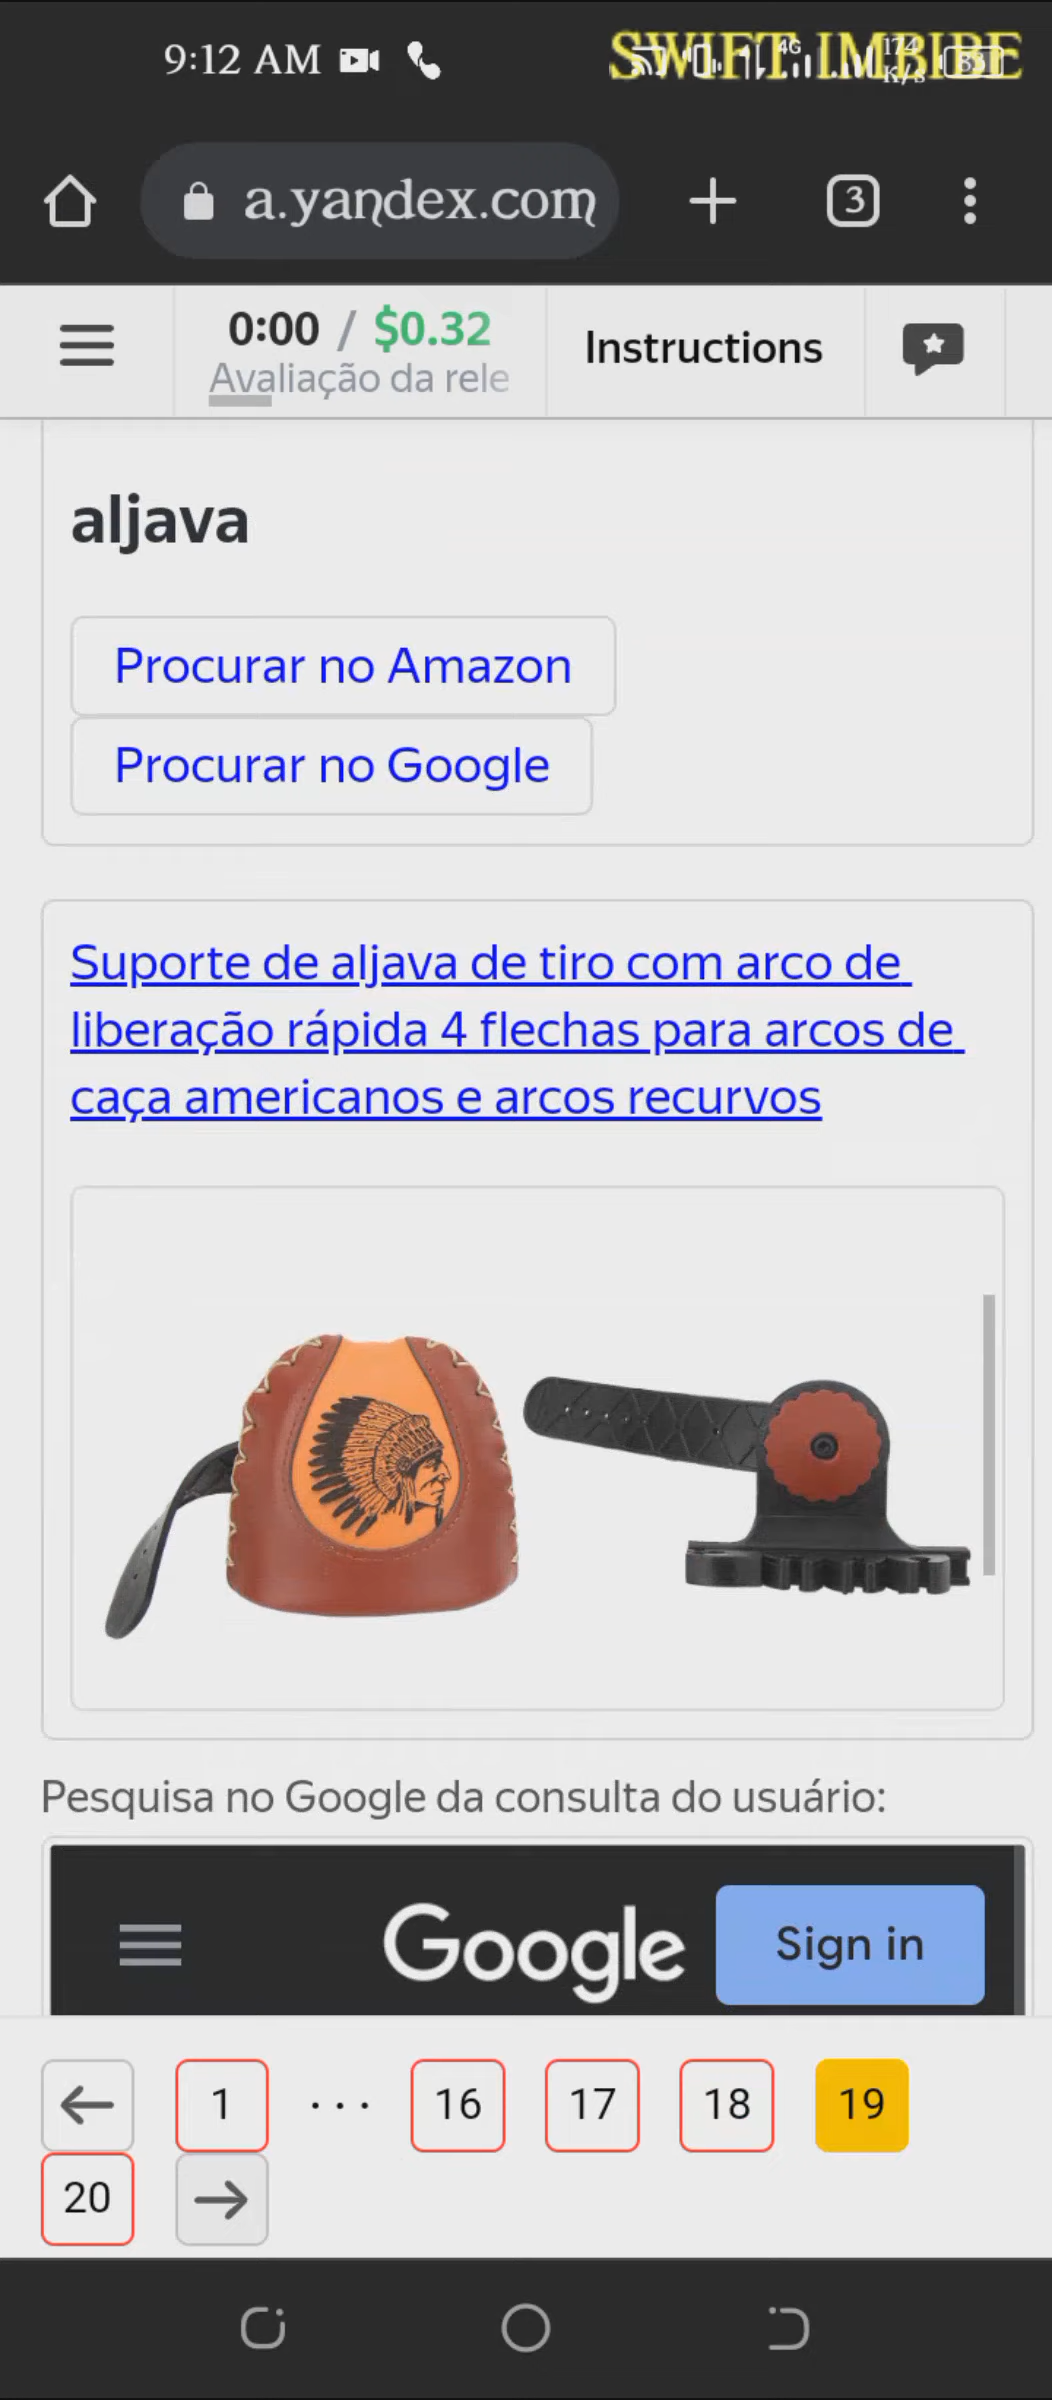 9:12 AM
SWIFT IMBIBE
4G
174
K/s
a.yandex.com
3
0:00 / $0.32
Avaliação da rele
Instructions
aljava
Procurar no Amazon
Procurar no Google
Suporte de aljava de tiro com arco de
liberação rápida 4 flechas para arcos de
caça americanos e arcos recurvos
Pesquisa no Google da consulta do usuário:
Google
Sign in
1 ... 16 17 18 19
20